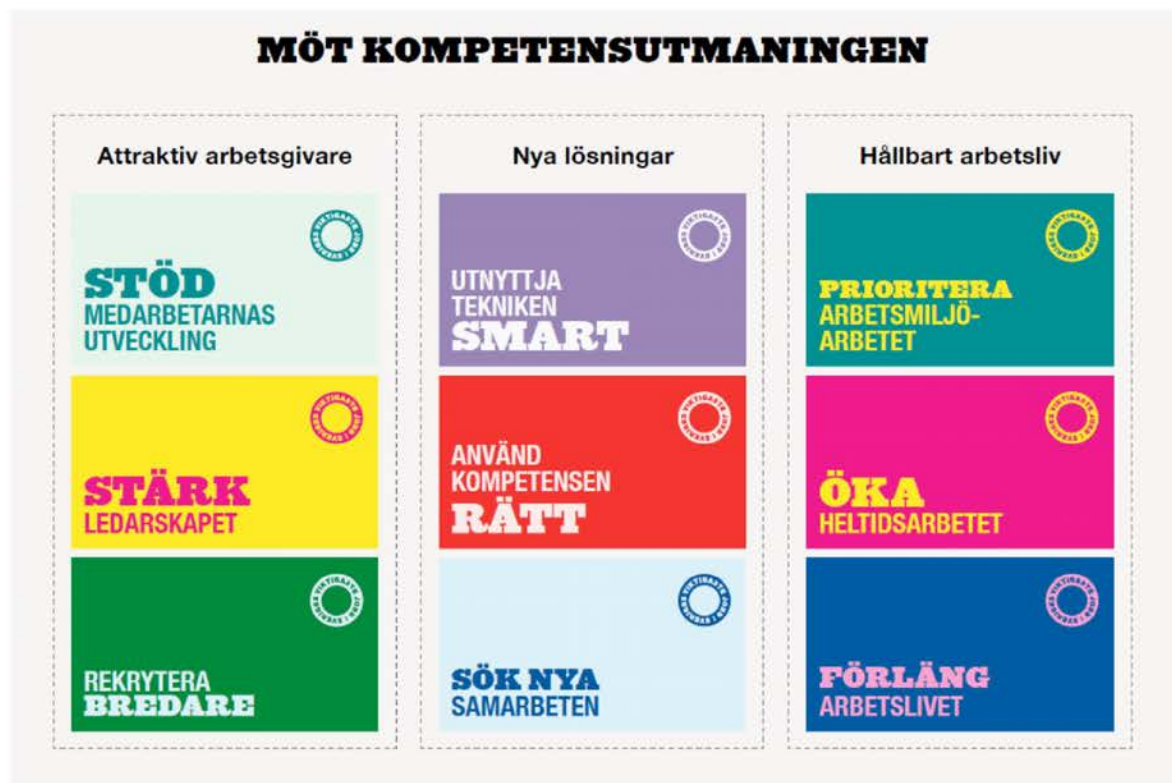 MÖT KOMPETENSUTMANINGEN
Attraktiv arbetsgivare
STÖD
MEDARBETARNAS
UTVECKLING
STÄRK
LEDARSKAPET
REKRYTERA
BREDARE
Nya lösningar
UTNYTTJA
TEKNIKEN
SMART
ANVÄND
KOMPETENSEN
RÄTT
SÖK NYA
SAMARBETEN
Hållbart arbetsliv
PRIORITERA
ARBETSMILJÖ-
ARBETET
ÖKA
HELTIDSARBETET
FÖRLÄNG
ARBETSLIVET